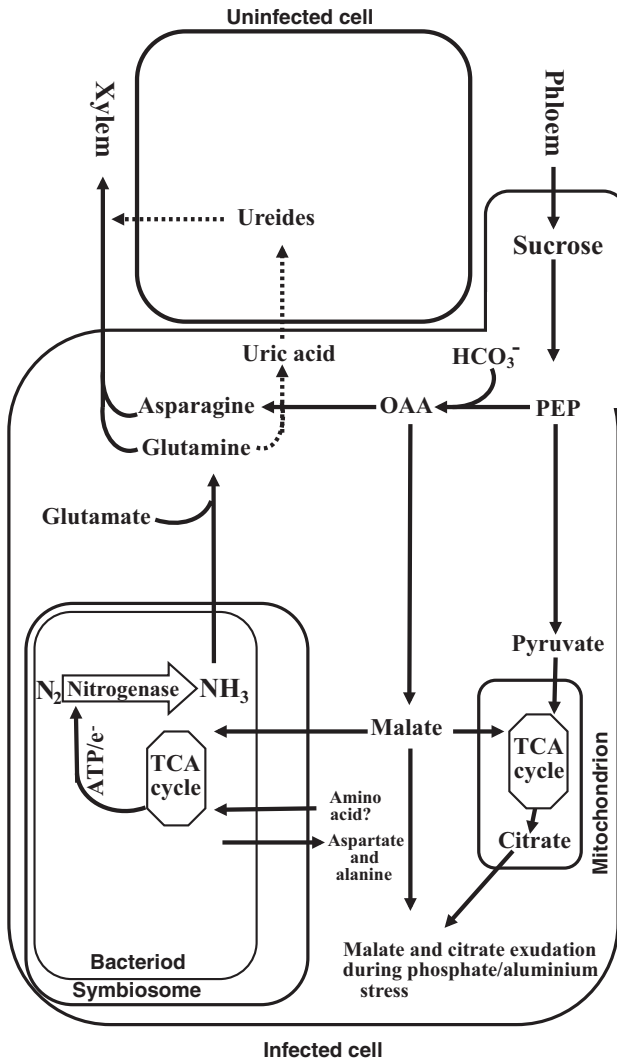 Uninfected cell
Xylem
Phloem
Ureides
Sucrose
Uric acid
HCO₃⁻
Asparagine
OAA
PEP
Glutamine
Glutamate
Pyruvate
N₂
Nitrogenase
NH₃
Malate
ATP/e⁻
TCA
cycle
TCA
cycle
Amino
acid?
Aspartate
and
alanine
Citrate
Mitochondrion
Malate and citrate exudation
during phosphate/aluminium
stress
Bacteriod
Symbiosome
Infected cell